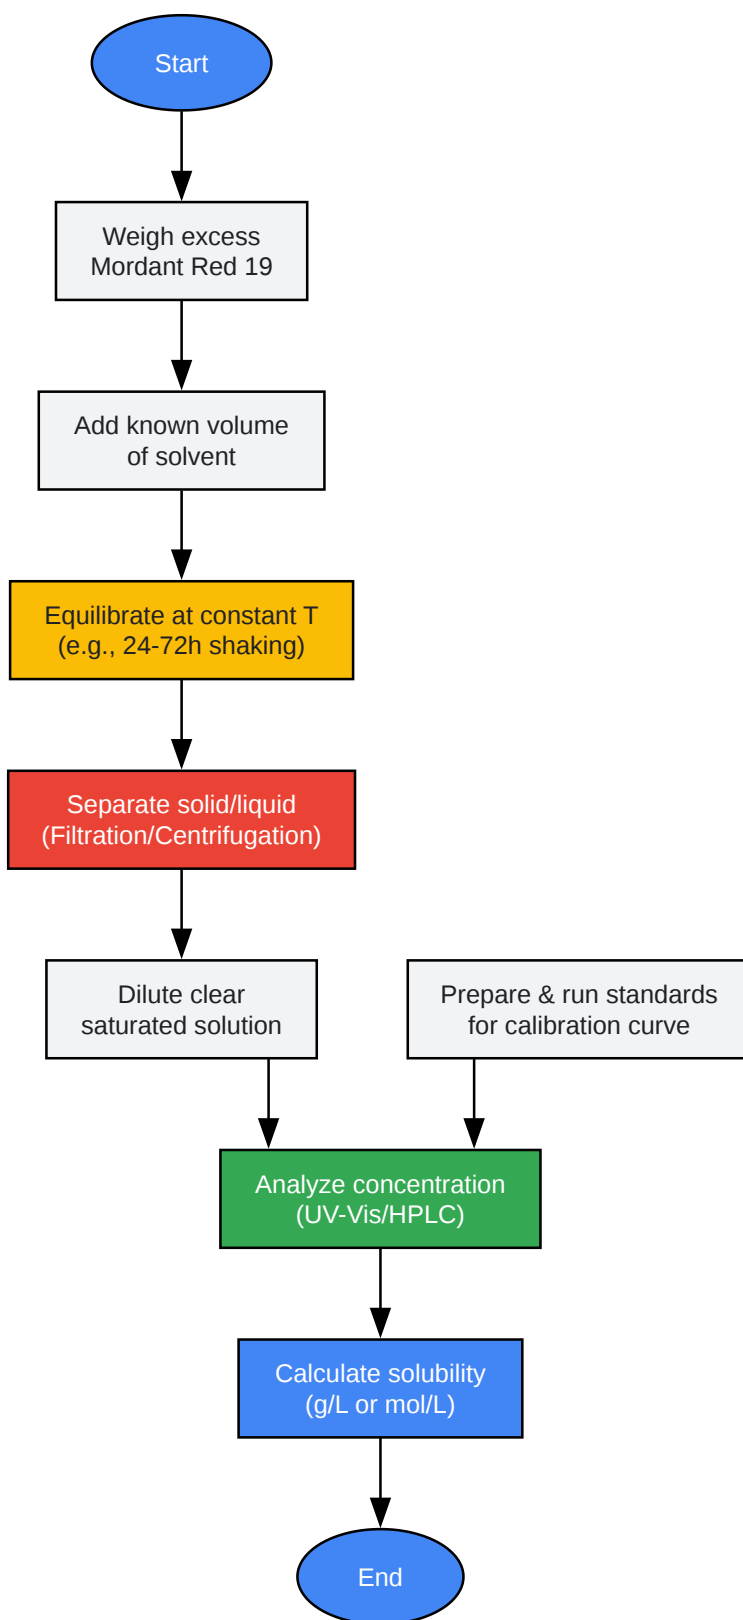 Start
Weigh excess
Mordant Red 19
Add known volume
of solvent
Equilibrate at constant T
(e.g., 24-72h shaking)
Separate solid/liquid
(Filtration/Centrifugation)
Dilute clear
saturated solution
Prepare & run standards
for calibration curve
Analyze concentration
(UV-Vis/HPLC)
Calculate solubility
(g/L or mol/L)
End